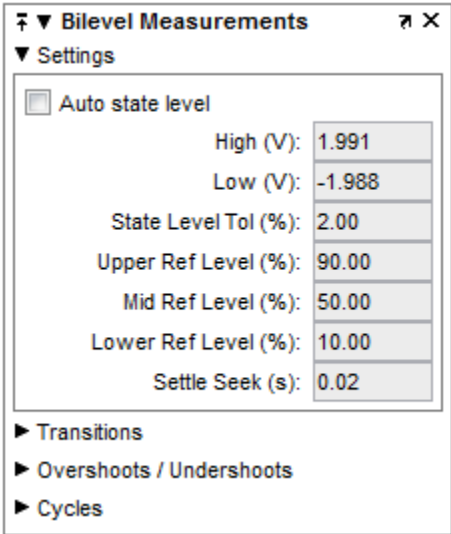 Bilevel Measurements
Settings
Auto state level
High (V): 1.991
Low (V): -1.988
State Level Tol (%): 2.00
Upper Ref Level (%): 90.00
Mid Ref Level (%): 50.00
Lower Ref Level (%): 10.00
Settle Seek (s): 0.02
Transitions
Overshoots / Undershoots
Cycles